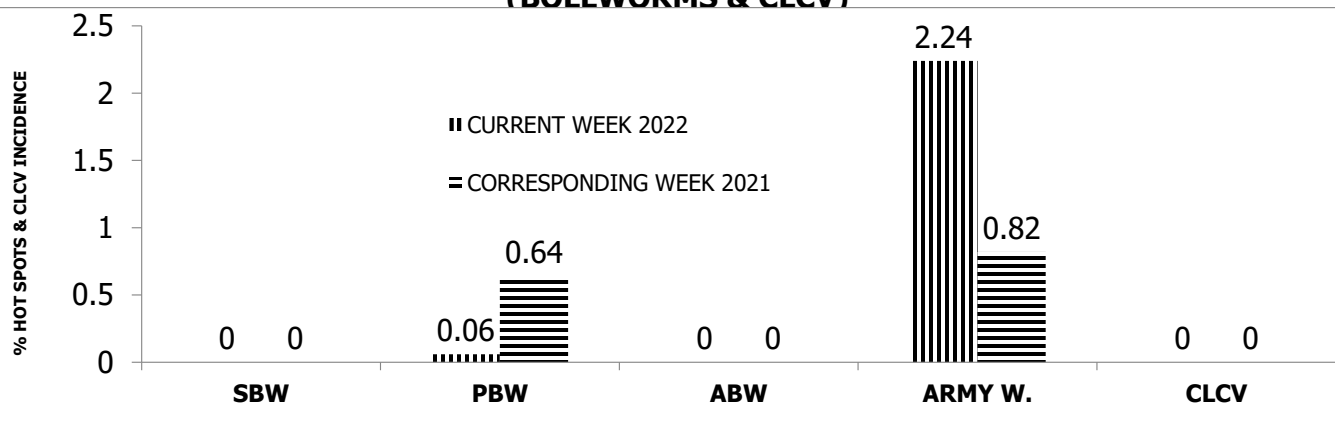 (BOLLWORMS & CLCV)
% HOT SPOTS & CLCV INCIDENCE
2.5
2
1.5
1
0.5
0
CURRENT WEEK 2022
CORRESPONDING WEEK 2021
0 0
0.06 0.64
0 0
2.24 0.82
0 0
SBW PBW ABW ARMY W. CLCV